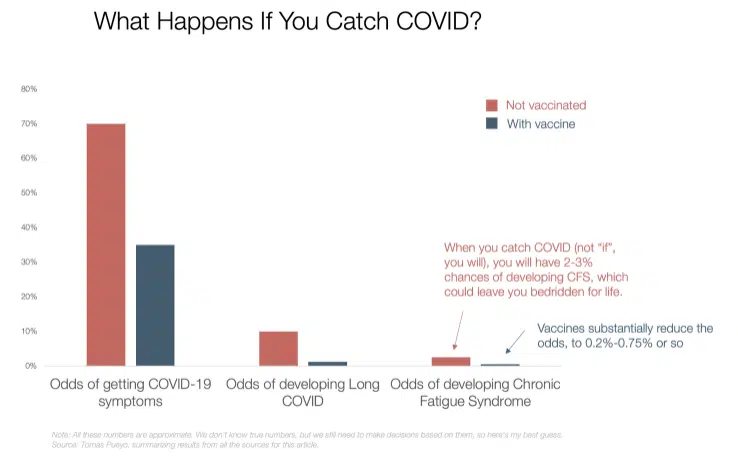 What Happens If You Catch COVID?
80%
70%
60%
50%
40%
30%
20%
10%
0%
Not vaccinated
With vaccine
When you catch COVID (not "if",
you will), you will have 2-3%
chances of developing CFS, which
could leave you bedridden for life.
Vaccines substantially reduce the
odds, to 0.2%-0.75% or so
Odds of getting COVID-19
symptoms
Odds of developing Long
COVID
Odds of developing Chronic
Fatigue Syndrome
Note: All these numbers are approximate. We don't know true numbers, but we still need to make decisions based on them, so here's my best guess.
Source: Tomas Pueyo, summarizing results from all the sources for this article.